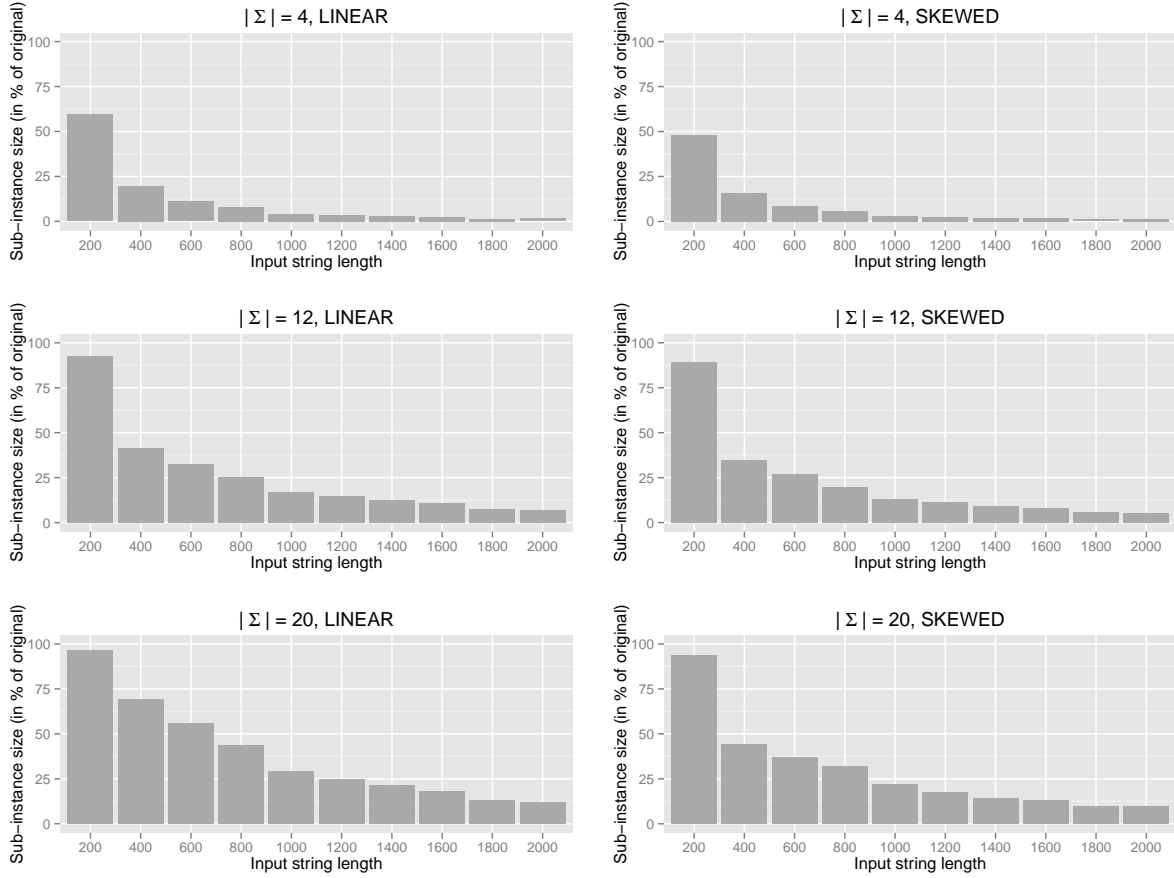 | Σ | = 4, LINEAR
Sub−instance size (in % of original)
100
75
50
25
0
200 400 600 800 1000 1200 1400 1600 1800 2000
Input string length
| Σ | = 4, SKEWED
Sub−instance size (in % of original)
100
75
50
25
0
200 400 600 800 1000 1200 1400 1600 1800 2000
Input string length
| Σ | = 12, LINEAR
Sub−instance size (in % of original)
100
75
50
25
0
200 400 600 800 1000 1200 1400 1600 1800 2000
Input string length
| Σ | = 12, SKEWED
Sub−instance size (in % of original)
100
75
50
25
0
200 400 600 800 1000 1200 1400 1600 1800 2000
Input string length
| Σ | = 20, LINEAR
Sub−instance size (in % of original)
100
75
50
25
0
200 400 600 800 1000 1200 1400 1600 1800 2000
Input string length
| Σ | = 20, SKEWED
Sub−instance size (in % of original)
100
75
50
25
0
200 400 600 800 1000 1200 1400 1600 1800 2000
Input string length